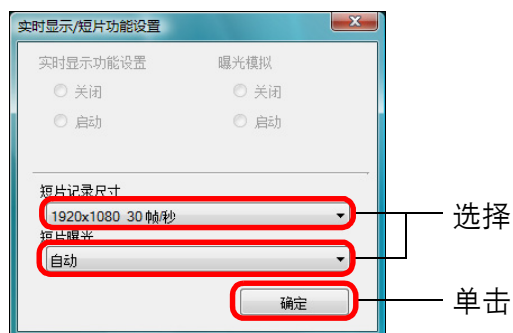 实时显示/短片功能设置
实时显示功能设置 曝光模拟
关闭 关闭
启动 启动
短片记录尺寸
1920x1080 30 帧/秒
选择
短片曝光
自动
确定
单击